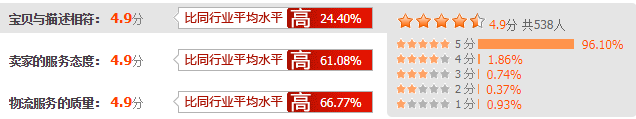 宝贝与描述相符： 4.9分 比同行业平均水平 高 24.40%
卖家的服务态度： 4.9分 比同行业平均水平 高 61.08%
物流服务的质量： 4.9分 比同行业平均水平 高 66.77%
4.9分 共538人
5分 96.10%
4分 1.86%
3分 0.74%
2分 0.37%
1分 0.93%